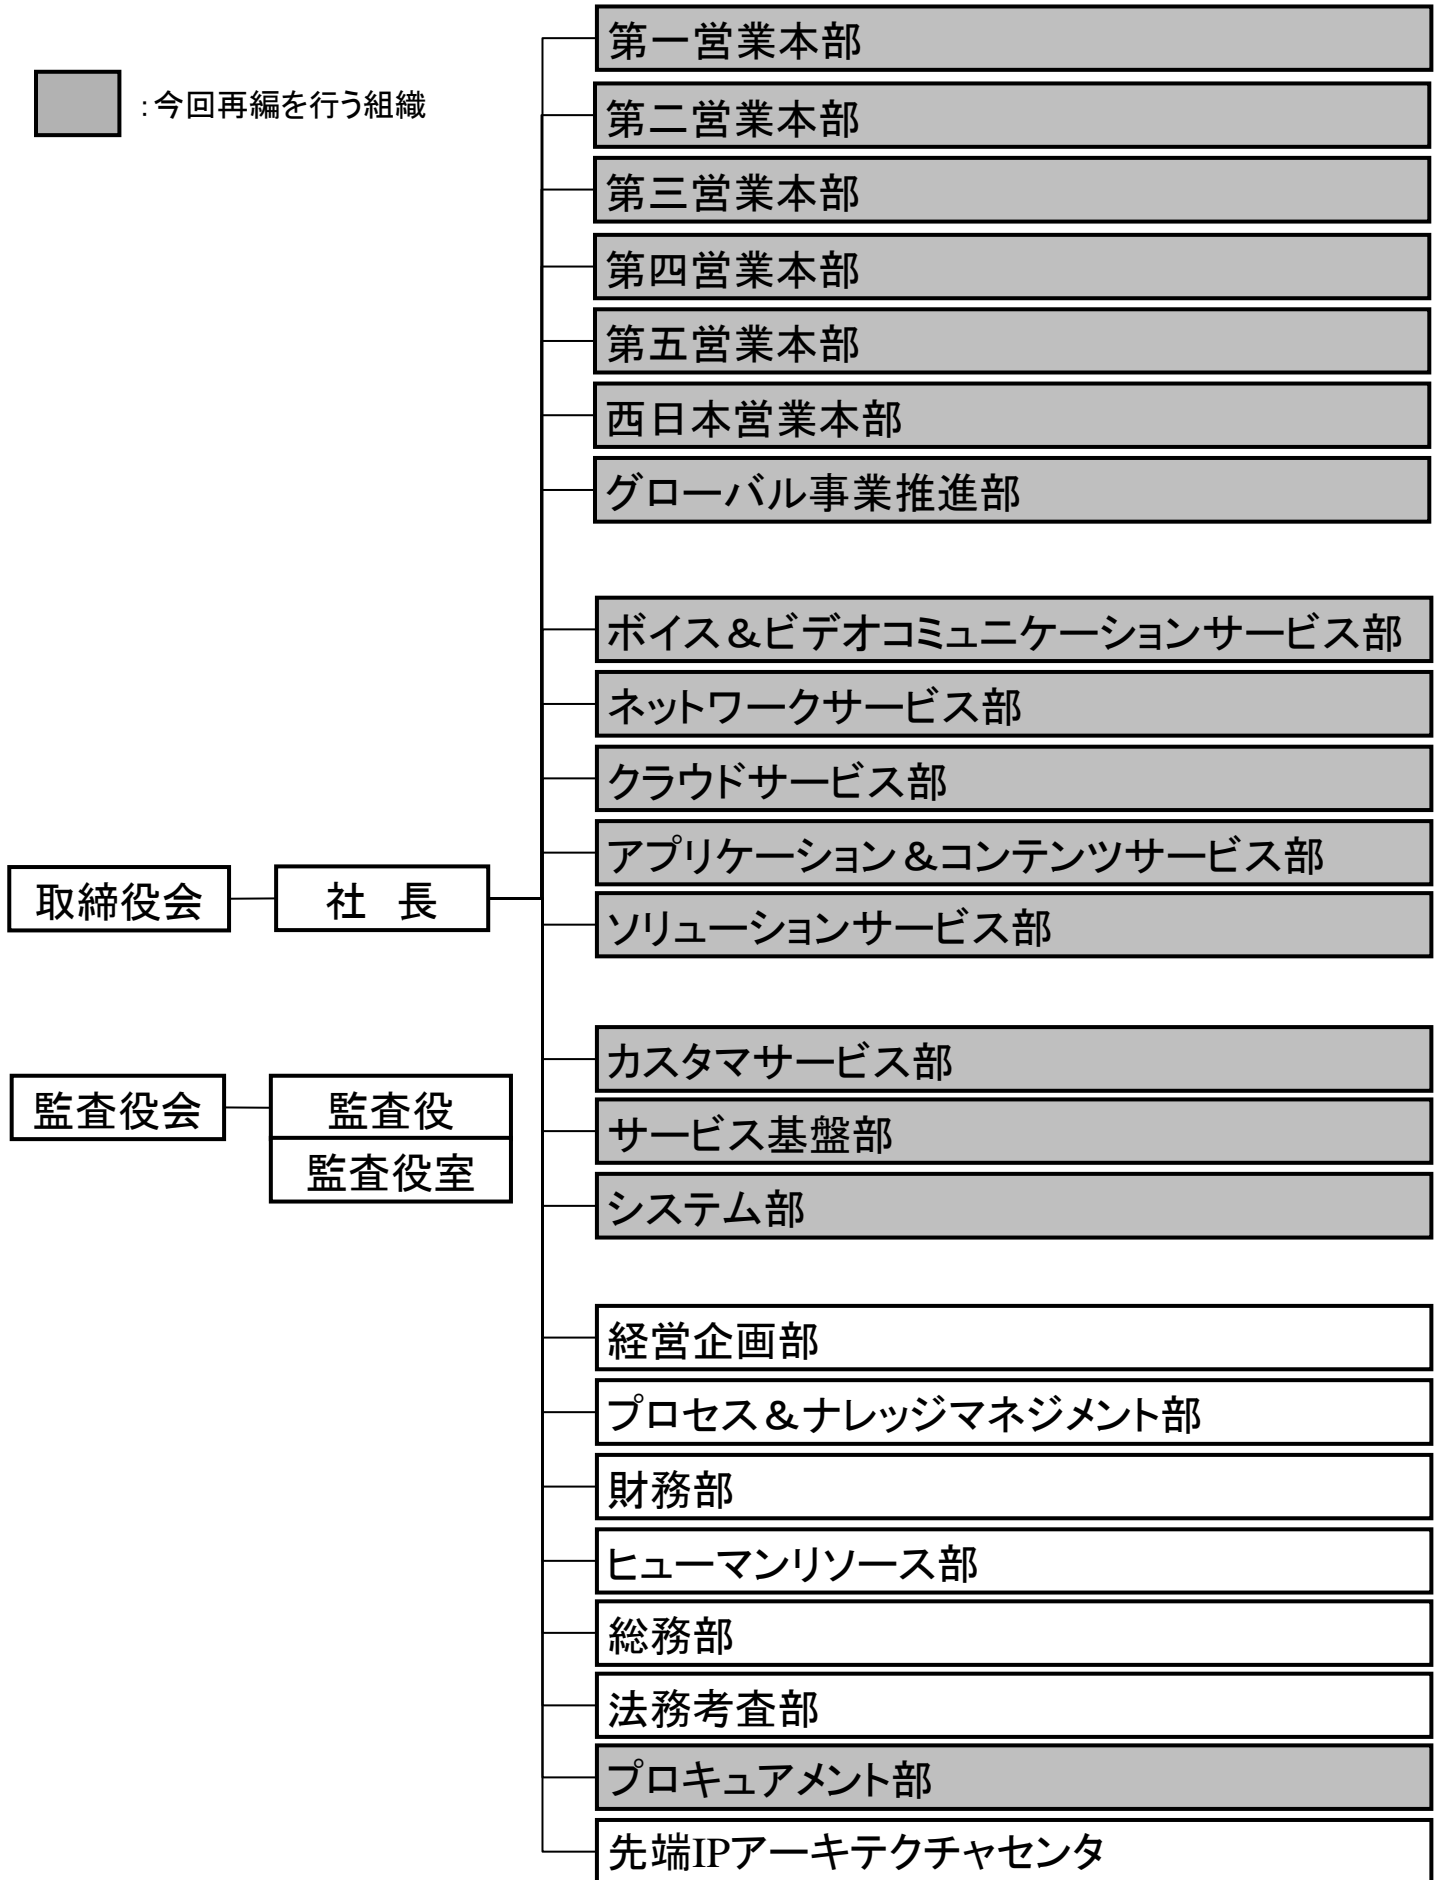 第一営業本部
：今回再編を行う組織
第二営業本部
第三営業本部
第四営業本部
第五営業本部
西日本営業本部
グローバル事業推進部
ボイス＆ビデオコミュニケーションサービス部
ネットワークサービス部
クラウドサービス部
アプリケーション＆コンテンツサービス部
取締役会
社　長
ソリューションサービス部
カスタマサービス部
監査役会
監査役
サービス基盤部
監査役室
システム部
経営企画部
プロセス＆ナレッジマネジメント部
財務部
ヒューマンリソース部
総務部
法務考査部
プロキュアメント部
先端IPアーキテクチャセンタ